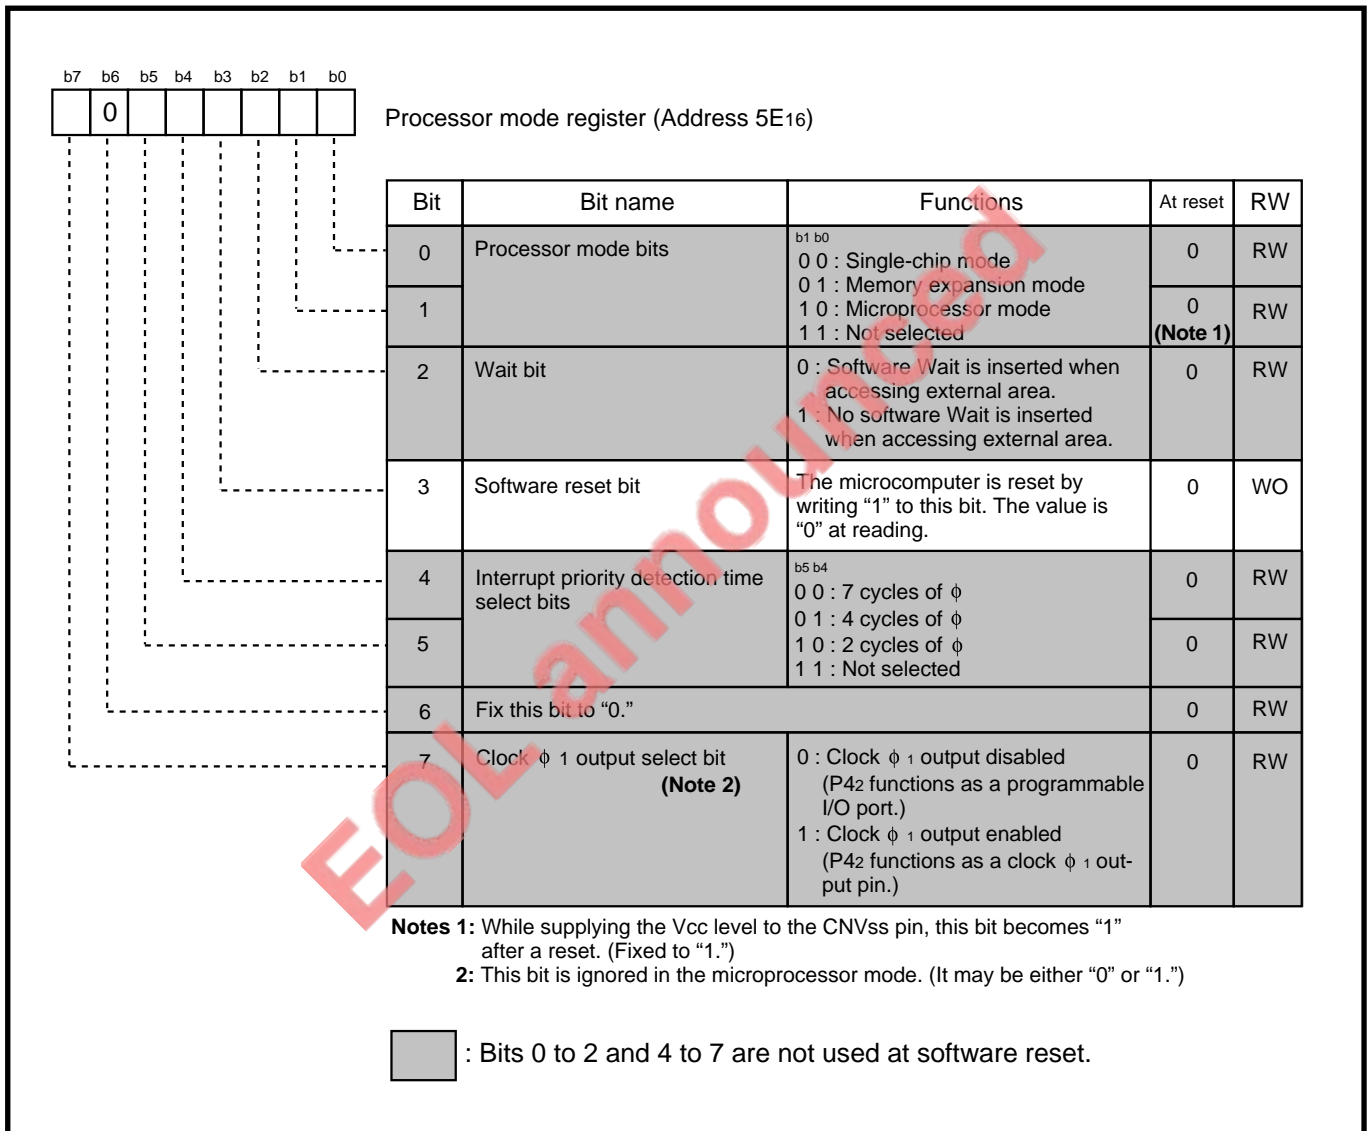 b7 b6 b5 b4 b3 b2 b1 b0
0
Processor mode register (Address 5E16)
Bit Bit name Functions At reset RW
0 Processor mode bits b1 b0 0 RW
0 0 : Single-chip mode
0 1 : Memory expansion mode
1 1 0 : Microprocessor mode 0 RW
1 1 : Not selected (Note 1)
2 Wait bit 0 : Software Wait is inserted when 0 RW
accessing external area.
1 : No software Wait is inserted
when accessing external area.
3 Software reset bit The microcomputer is reset by 0 WO
writing “1” to this bit. The value is
“0” at reading.
4 Interrupt priority detection time b5 b4 0 RW
select bits 0 0 : 7 cycles of ϕ
0 1 : 4 cycles of ϕ
5 1 0 : 2 cycles of ϕ 0 RW
1 1 : Not selected
6 Fix this bit to “0.” 0 RW
7 Clock ϕ 1 output select bit 0 : Clock ϕ 1 output disabled 0 RW
(Note 2) (P42 functions as a programmable
I/O port.)
1 : Clock ϕ 1 output enabled
(P42 functions as a clock ϕ 1 out-
put pin.)
Notes 1: While supplying the Vcc level to the CNVss pin, this bit becomes “1”
after a reset. (Fixed to “1.”)
2: This bit is ignored in the microprocessor mode. (It may be either “0” or “1.”)
: Bits 0 to 2 and 4 to 7 are not used at software reset.
EOL announced